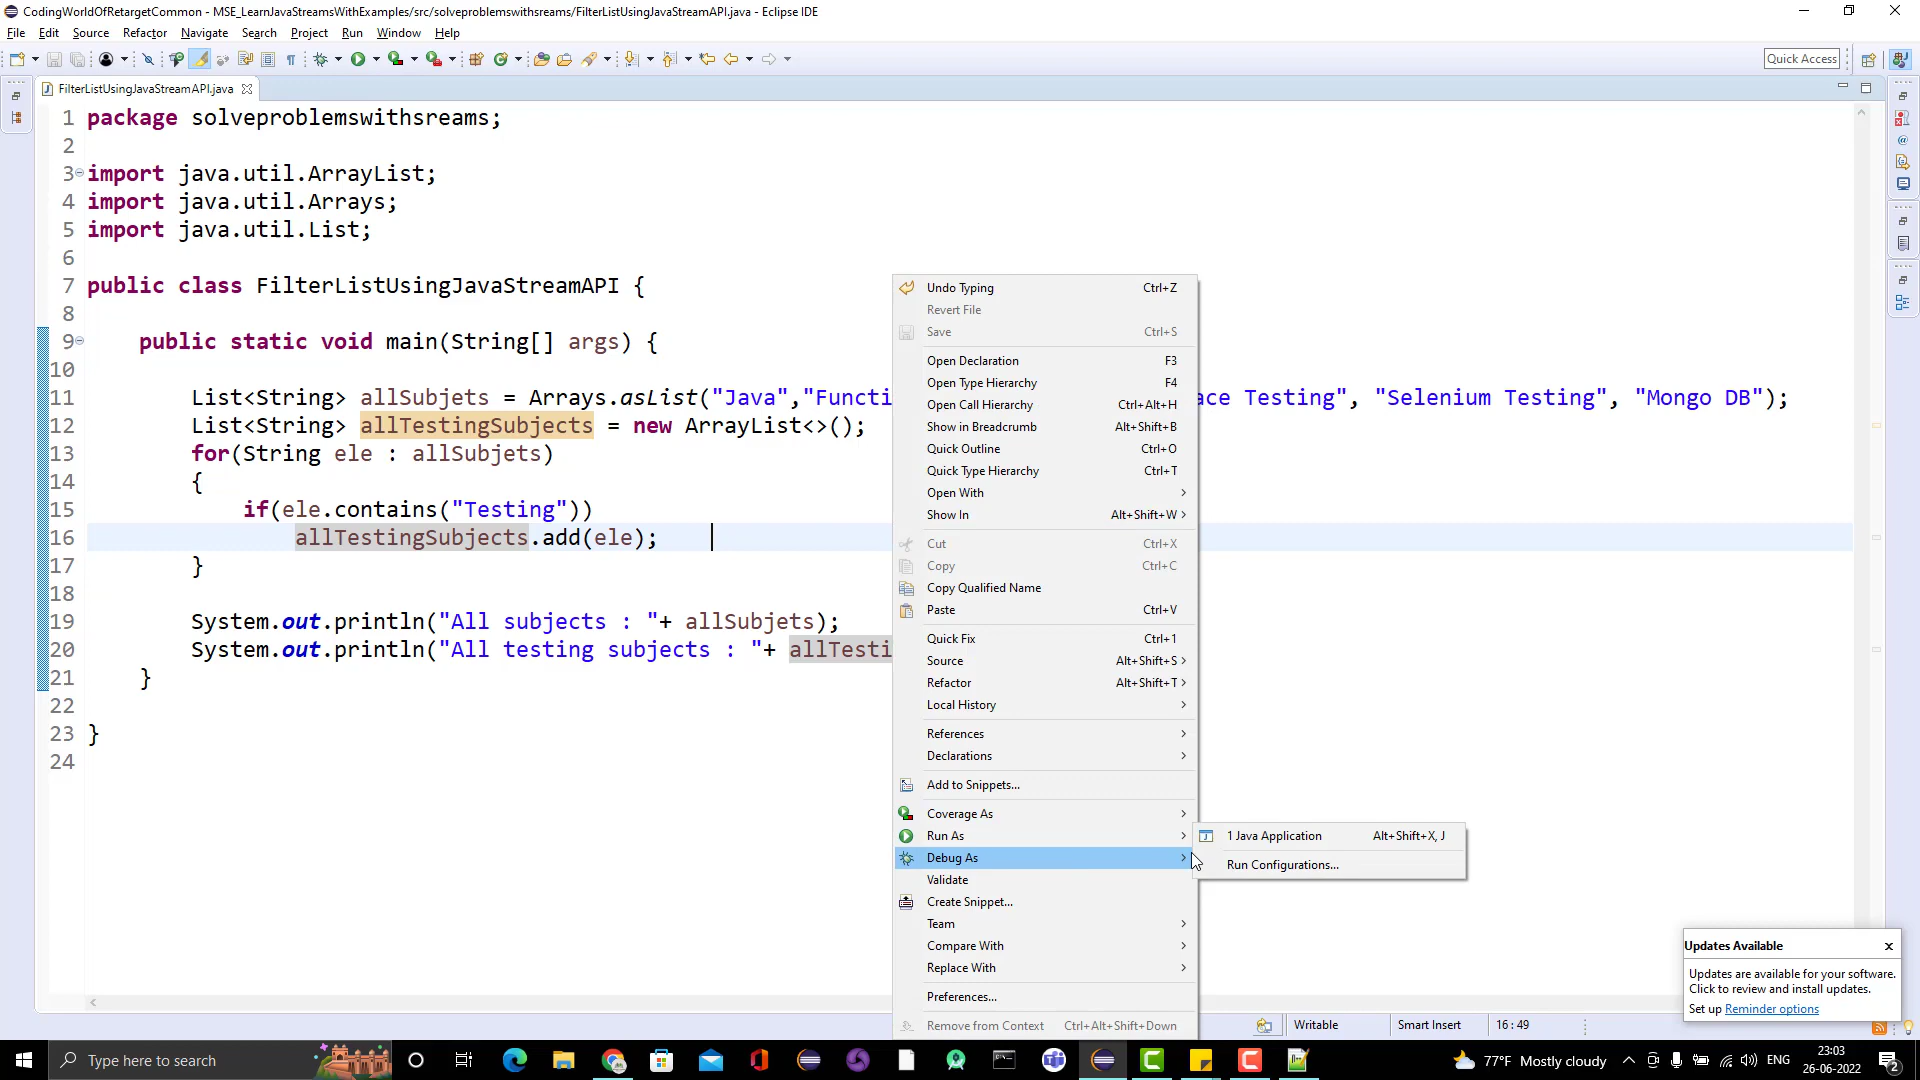 CodingWorldOfRetargetCommon - MSE_LearnJavaStreamsWithExamples/src/solveproblemswithsreams/FilterListUsingJavaStreamAPI.java - Eclipse IDE
File Edit Source Refactor Navigate Search Project Run Window Help
Quick Access
FilterListUsingJavaStreamAPI.java
1 package solveproblemswithsreams;
2
3 import java.util.ArrayList;
4 import java.util.Arrays;
5 import java.util.List;
6
7 public class FilterListUsingJavaStreamAPI {
8
9 public static void main(String[] args) {
10
11 List<String> allSubjets = Arrays.asList("Java","Functi ace Testing", "Selenium Testing", "Mongo DB");
12 List<String> allTestingSubjects = new ArrayList<>();
13 for(String ele : allSubjets)
14 {
15 if(ele.contains("Testing"))
16 allTestingSubjects.add(ele);
17 }
18
19 System.out.println("All subjects : "+ allSubjets);
20 System.out.println("All testing subjects : "+ allTesti
21 }
22
23 }
24
Undo Typing Ctrl+Z
Revert File
Save Ctrl+S
Open Declaration F3
Open Type Hierarchy F4
Open Call Hierarchy Ctrl+Alt+H
Show in Breadcrumb Alt+Shift+B
Quick Outline Ctrl+O
Quick Type Hierarchy Ctrl+T
Open With
Show In Alt+Shift+W
Cut Ctrl+X
Copy Ctrl+C
Copy Qualified Name
Paste Ctrl+V
Quick Fix Ctrl+1
Source Alt+Shift+S
Refactor Alt+Shift+T
Local History
References
Declarations
Add to Snippets...
Coverage As
Run As
Debug As
Validate
Create Snippet...
Team
Compare With
Replace With
Preferences...
Remove from Context Ctrl+Alt+Shift+Down
1 Java Application Alt+Shift+X, J
Run Configurations...
Updates Available
Updates are available for your software.
Click to review and install updates.
Set up Reminder options
Writable Smart Insert 16 : 49
Type here to search
77°F Mostly cloudy ENG
23:03
26-06-2022
2